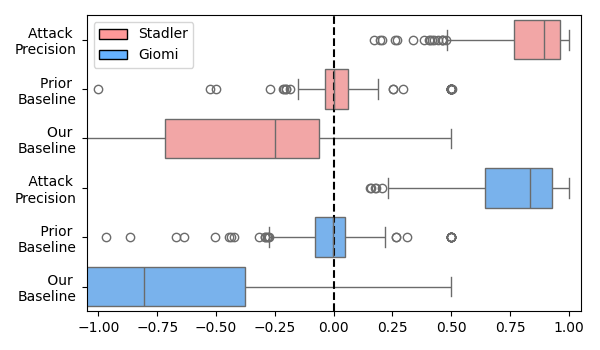 Stadler
Giomi
Attack
Precision
Prior
Baseline
Our
Baseline
Attack
Precision
Prior
Baseline
Our
Baseline
−1.00 −0.75 −0.50 −0.25 0.00 0.25 0.50 0.75 1.00